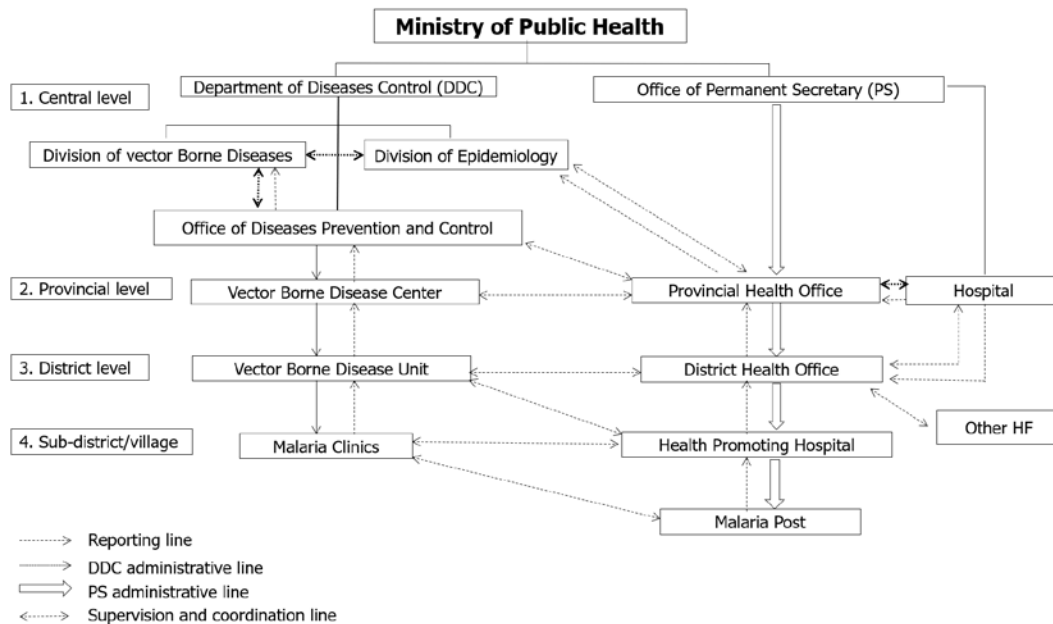 Ministry of Public Health
1. Central level
Department of Diseases Control (DDC)
Office of Permanent Secretary (PS)
Division of vector Borne Diseases
Division of Epidemiology
Office of Diseases Prevention and Control
2. Provincial level
Vector Borne Disease Center
Provincial Health Office
Hospital
3. District level
Vector Borne Disease Unit
District Health Office
Other HF
4. Sub-district/village
Malaria Clinics
Health Promoting Hospital
Malaria Post
Reporting line
DDC administrative line
PS administrative line
Supervision and coordination line